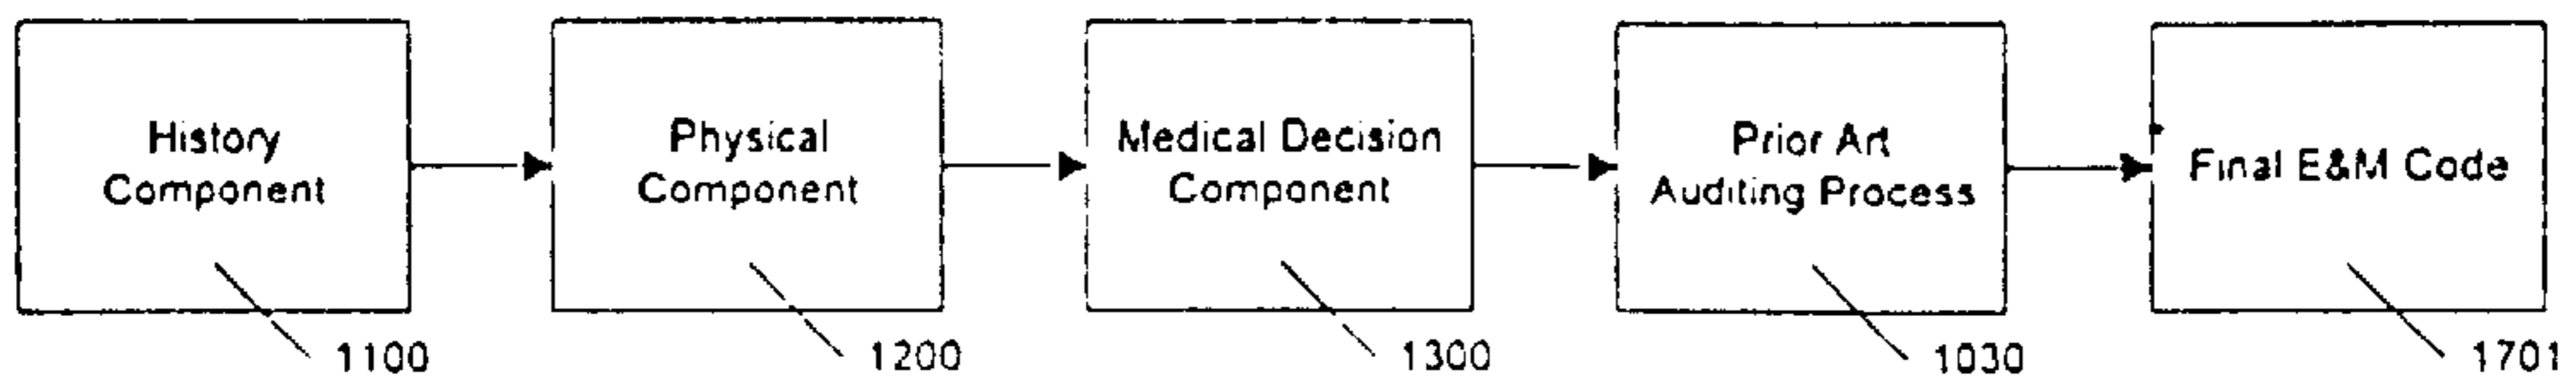 History
Component
Physical
Component
Medical Decision
Component
Prior Art
Auditing Process
Final E&M Code
1100
1200
1300
1030
1701